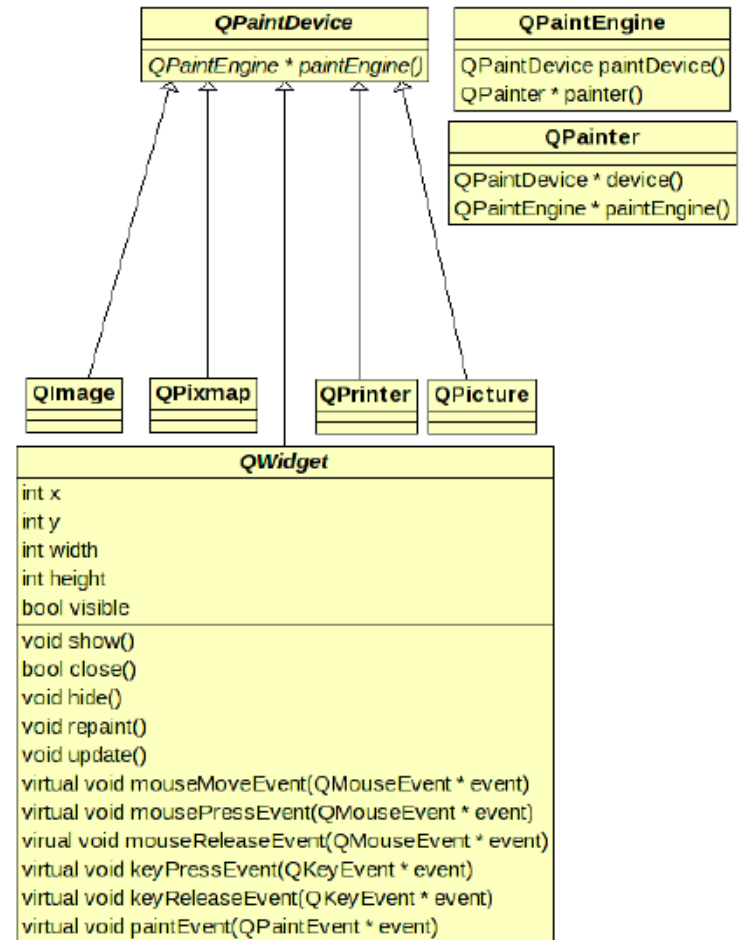 QPaintDevice
QPaintEngine * paintEngine()
QPaintEngine
QPaintDevice paintDevice()
QPainter * painter()
QPainter
QPaintDevice * device()
QPaintEngine * paintEngine()
QImage
QPixmap
QPrinter
QPicture
QWidget
int x
int y
int width
int height
bool visible
void show()
bool close()
void hide()
void repaint()
void update()
virtual void mouseMoveEvent(QMouseEvent * event)
virtual void mousePressEvent(QMouseEvent * event)
virual void mouseReleaseEvent(QMouseEvent * event)
virtual void keyPressEvent(QKeyEvent * event)
virtual void keyReleaseEvent(QKeyEvent * event)
virtual void paintEvent(QPaintEvent * event)